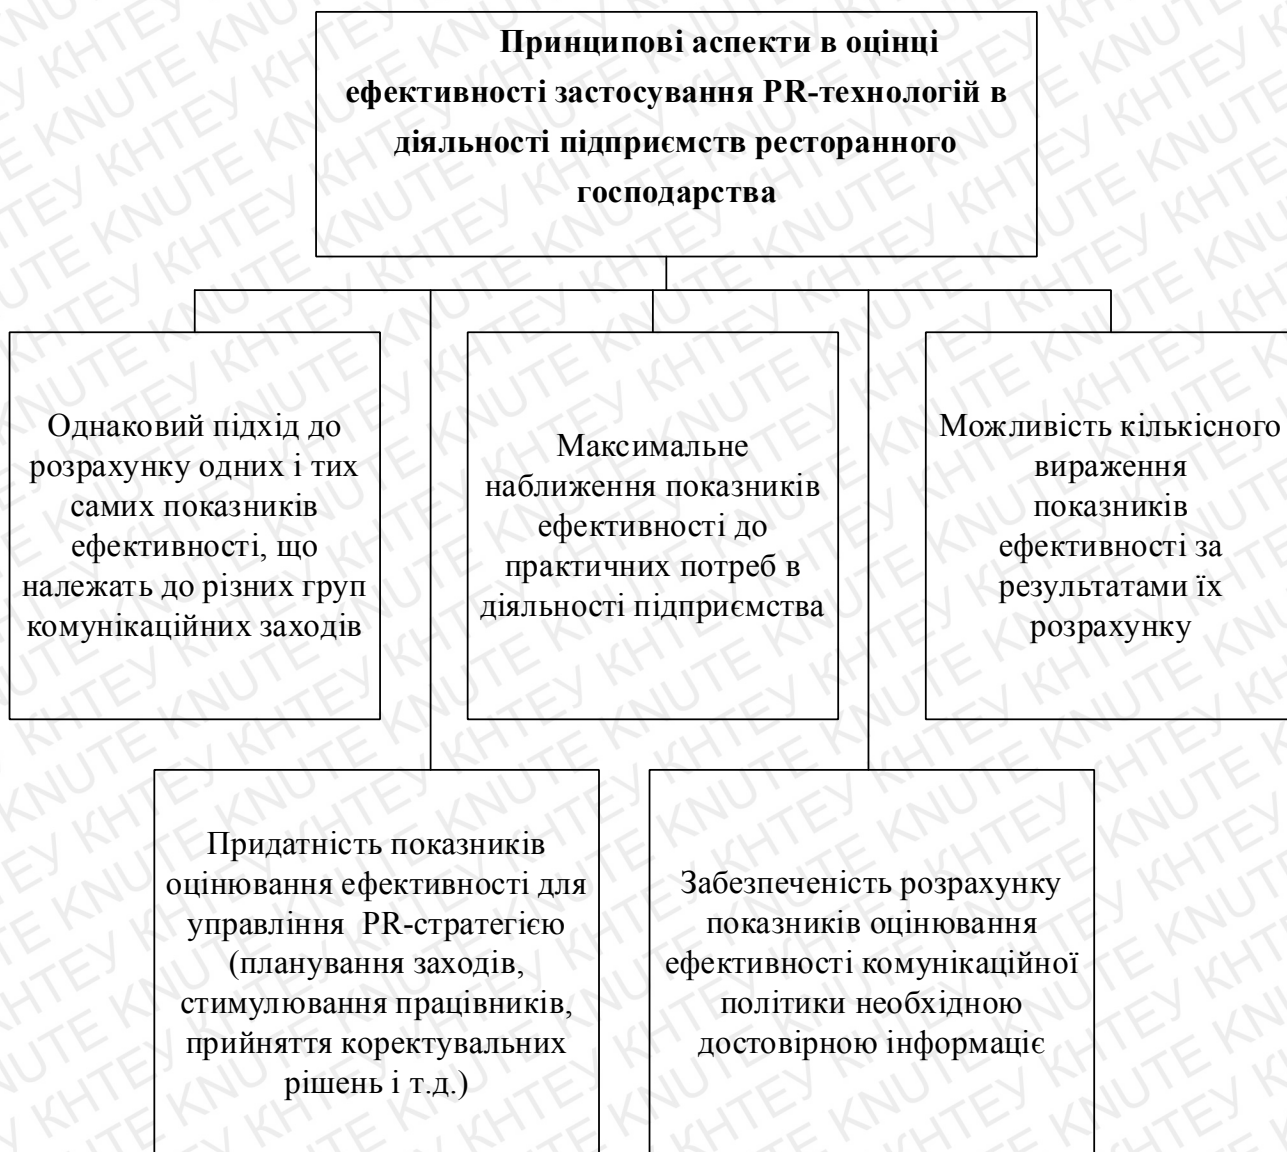 Принципові аспекти в оцінці
ефективності застосування PR-технологій в
діяльності підприємств ресторанного
господарства
Однаковий підхід до
розрахунку одних і тих
самих показників
ефективності, що
належать до різних груп
комунікаційних заходів
Максимальне
наближення показників
ефективності до
практичних потреб в
діяльності підприємства
Можливість кількісного
вираження
показників
ефективності за
результатами їх
розрахунку
Придатність показників
оцінювання ефективності для
управління PR-стратегією
(планування заходів,
стимулювання працівників,
прийняття коректувальних
рішень і т.д.)
Забезпеченість розрахунку
показників оцінювання
ефективності комунікаційної
політики необхідною
достовірною інформаціє